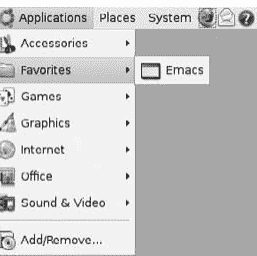 Applications Places System
Accessories
Favorites
Emacs
Games
Graphics
Internet
Office
Sound & Video
Add/Remove...